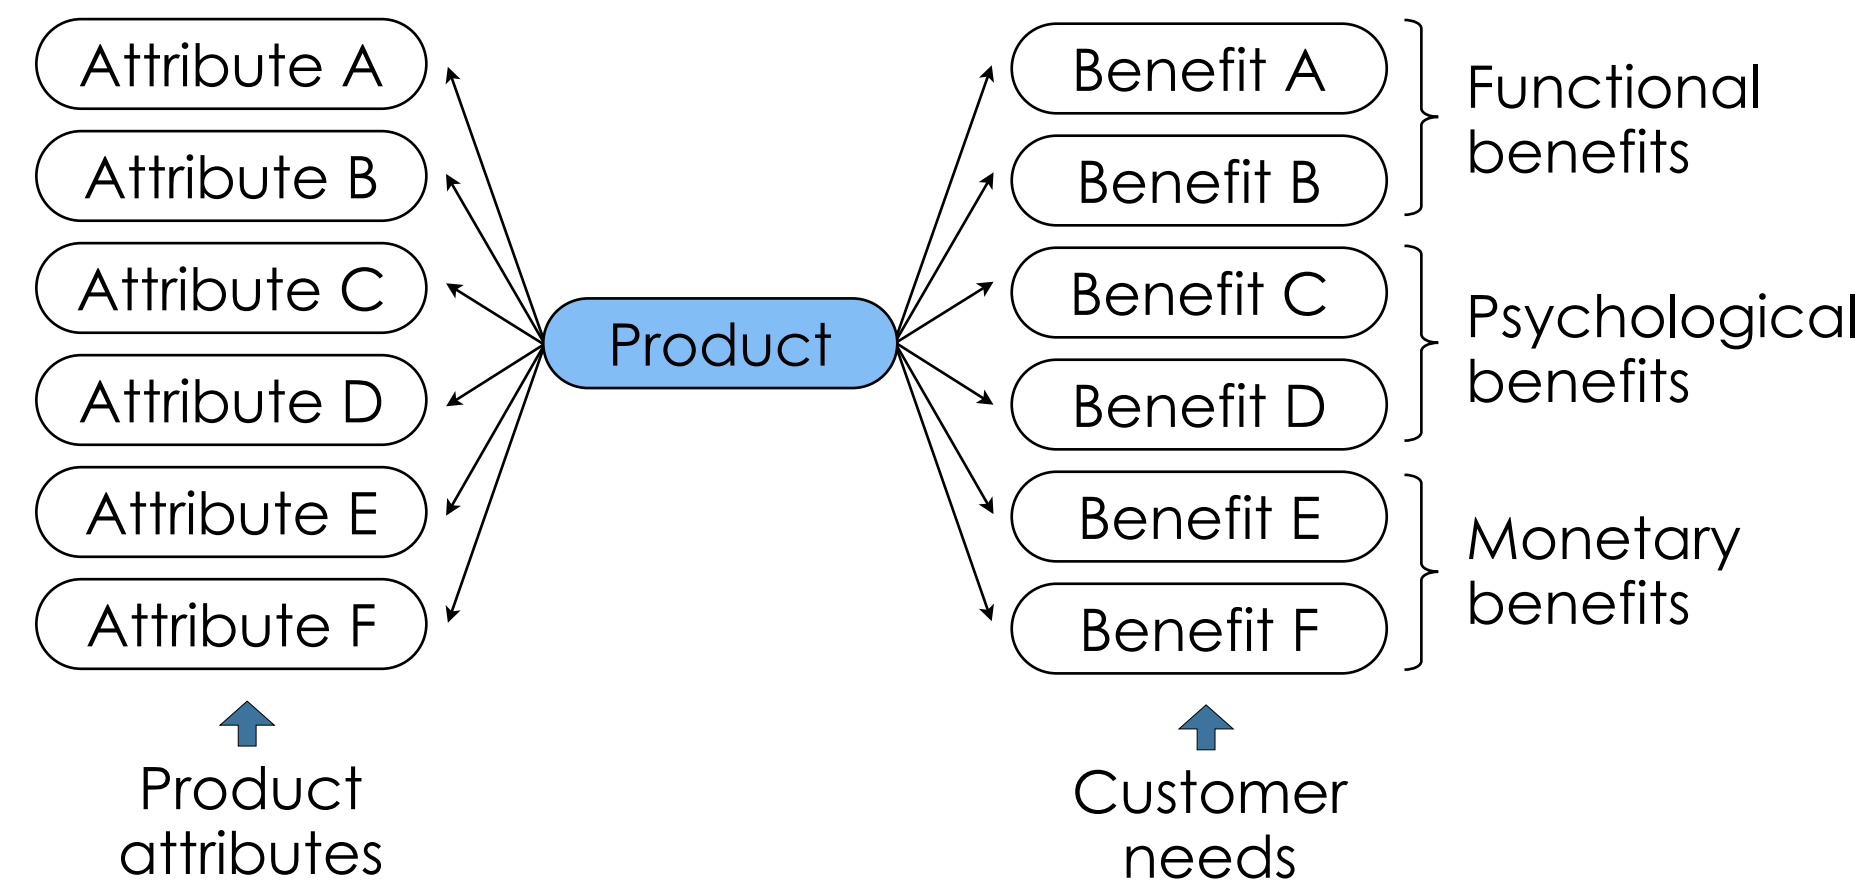 Attribute A
Attribute B
Attribute C
Attribute D
Attribute E
Attribute F
Product
attributes
Product
Benefit A
Benefit B
Benefit C
Benefit D
Benefit E
Benefit F
Customer
needs
Functional
benefits
Psychological
benefits
Monetary
benefits